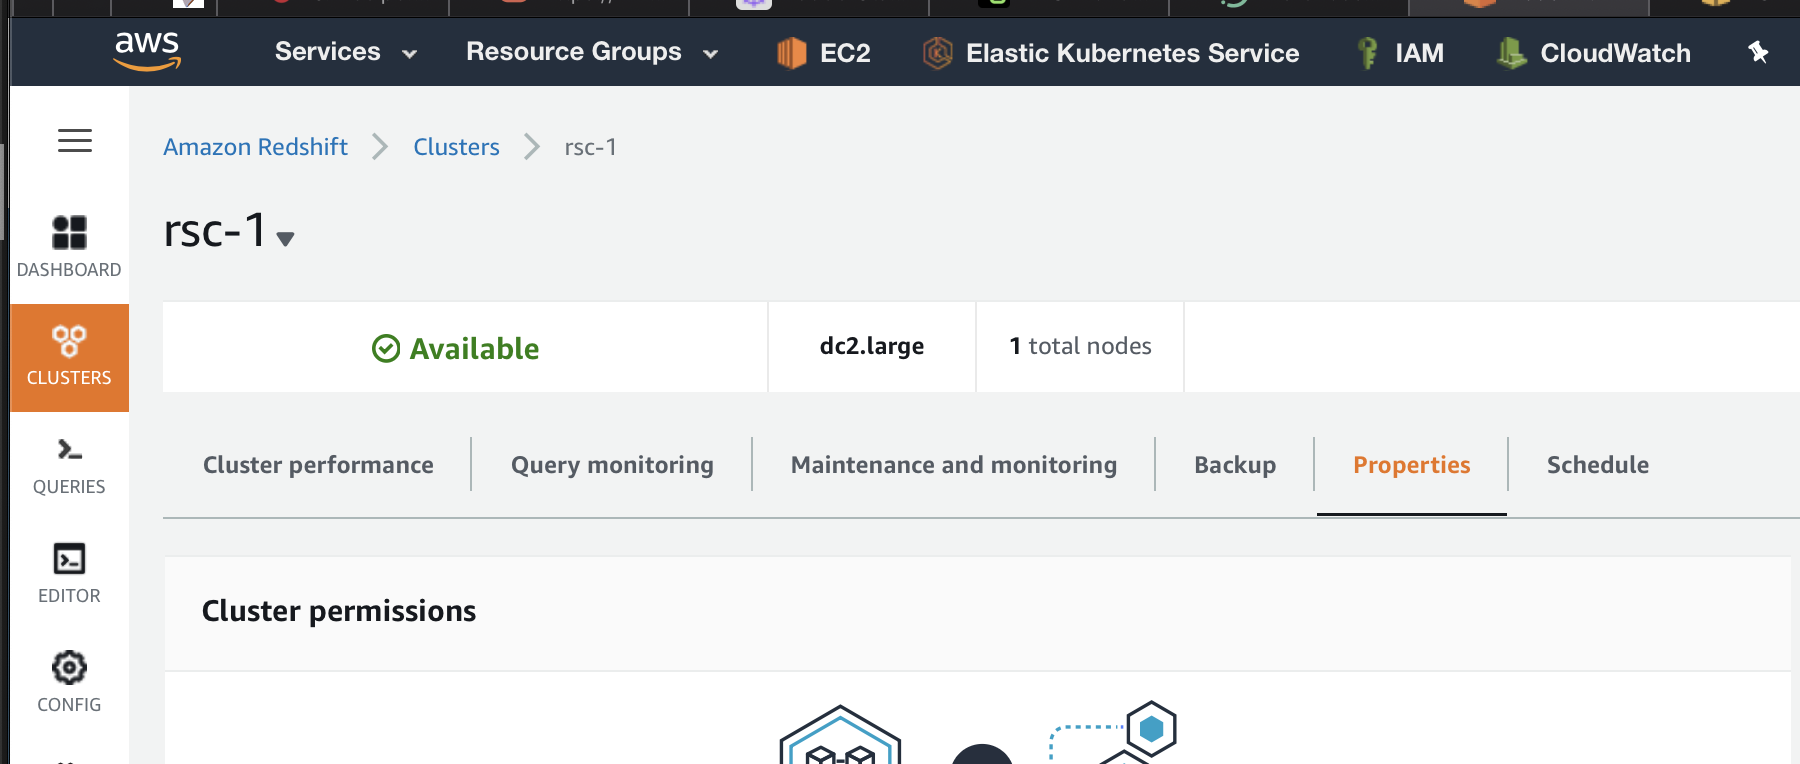 aws Services Resource Groups EC2 Elastic Kubernetes Service IAM CloudWatch
Amazon Redshift Clusters rsc-1
rsc-1
DASHBOARD
CLUSTERS
QUERIES
EDITOR
CONFIG
Available dc2.large 1 total nodes
Cluster performance Query monitoring Maintenance and monitoring Backup Properties Schedule
Cluster permissions